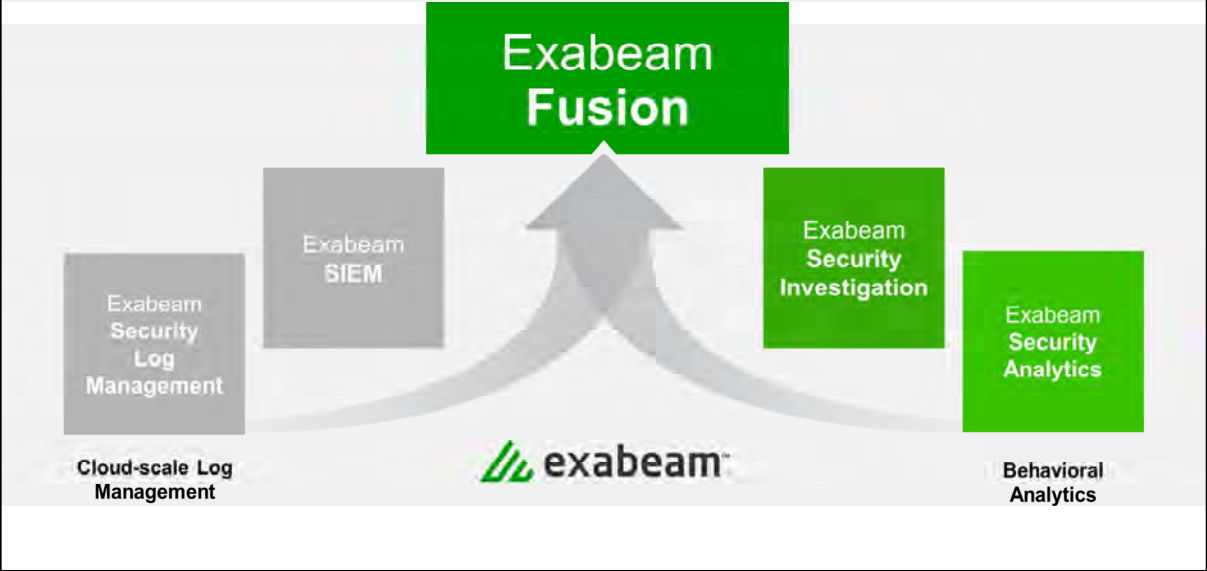 Exabeam
Fusion
Exabeam
SIEM
Exabeam
Security
Log
Management
Exabeam
Security
Investigation
Exabeam
Security
Analytics
Cloud-scale Log
Management
exabeam™
Behavioral
Analytics